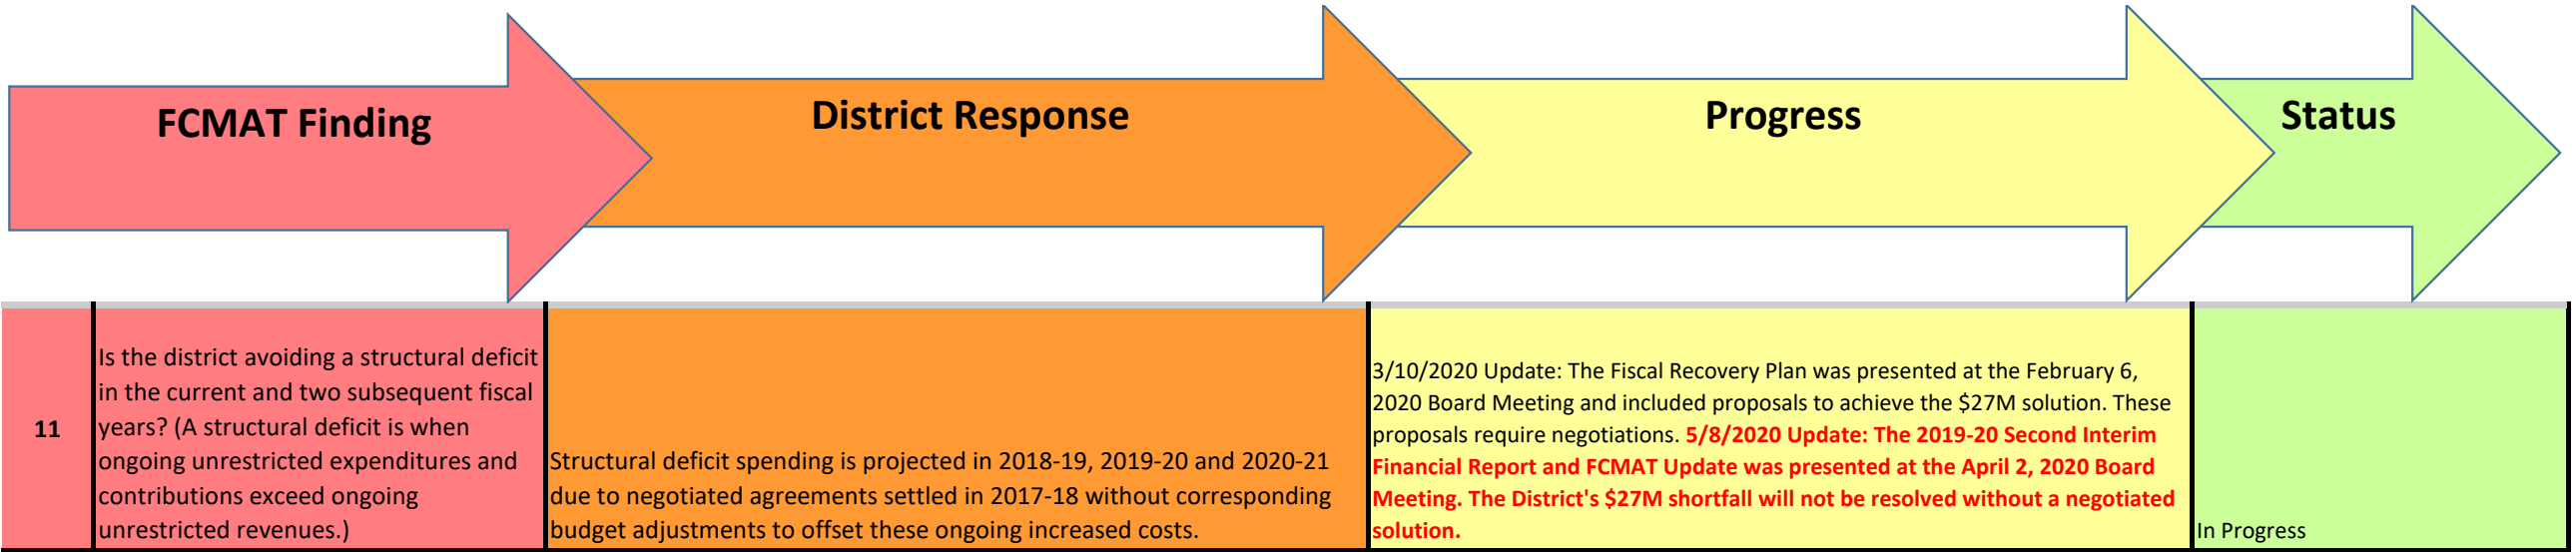 FCMAT Finding
District Response
Progress
Status
11
Is the district avoiding a structural deficit
in the current and two subsequent fiscal
years? (A structural deficit is when
ongoing unrestricted expenditures and
contributions exceed ongoing
unrestricted revenues.)
Structural deficit spending is projected in 2018-19, 2019-20 and 2020-21
due to negotiated agreements settled in 2017-18 without corresponding
budget adjustments to offset these ongoing increased costs.
3/10/2020 Update: The Fiscal Recovery Plan was presented at the February 6,
2020 Board Meeting and included proposals to achieve the $27M solution. These
proposals require negotiations. 5/8/2020 Update: The 2019-20 Second Interim
Financial Report and FCMAT Update was presented at the April 2, 2020 Board
Meeting. The District's $27M shortfall will not be resolved without a negotiated
solution.
In Progress